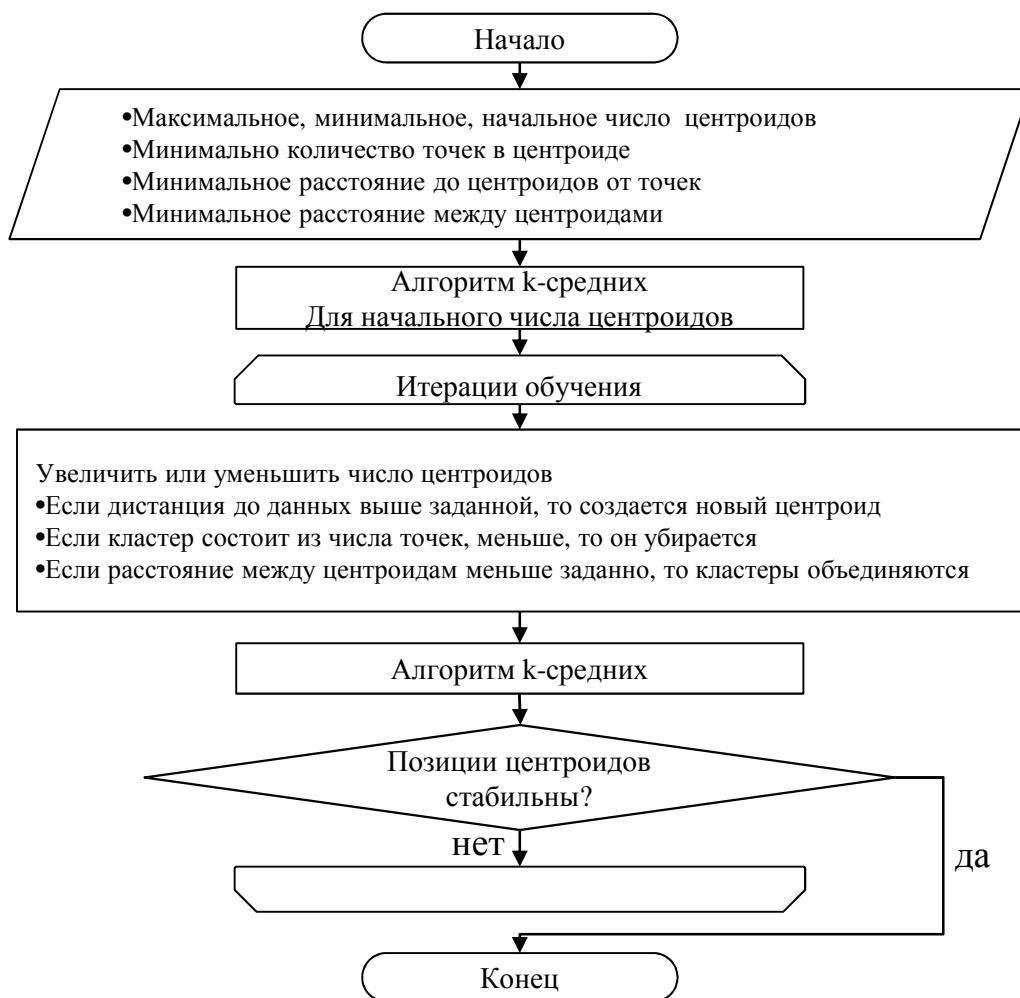 Начало
•Максимальное, минимальное, начальное число центроидов
•Минимально количество точек в центроиде
•Минимальное расстояние до центроидов от точек
•Минимальное расстояние между центроидами
Алгоритм k-средних
Для начального числа центроидов
Итерации обучения
Увеличить или уменьшить число центроидов
•Если дистанция до данных выше заданной, то создается новый центроид
•Если кластер состоит из числа точек, меньше, то он убирается
•Если расстояние между центроидам меньше заданно, то кластеры объединяются
Алгоритм k-средних
Позиции центроидов
стабильны?
нет
да
Конец